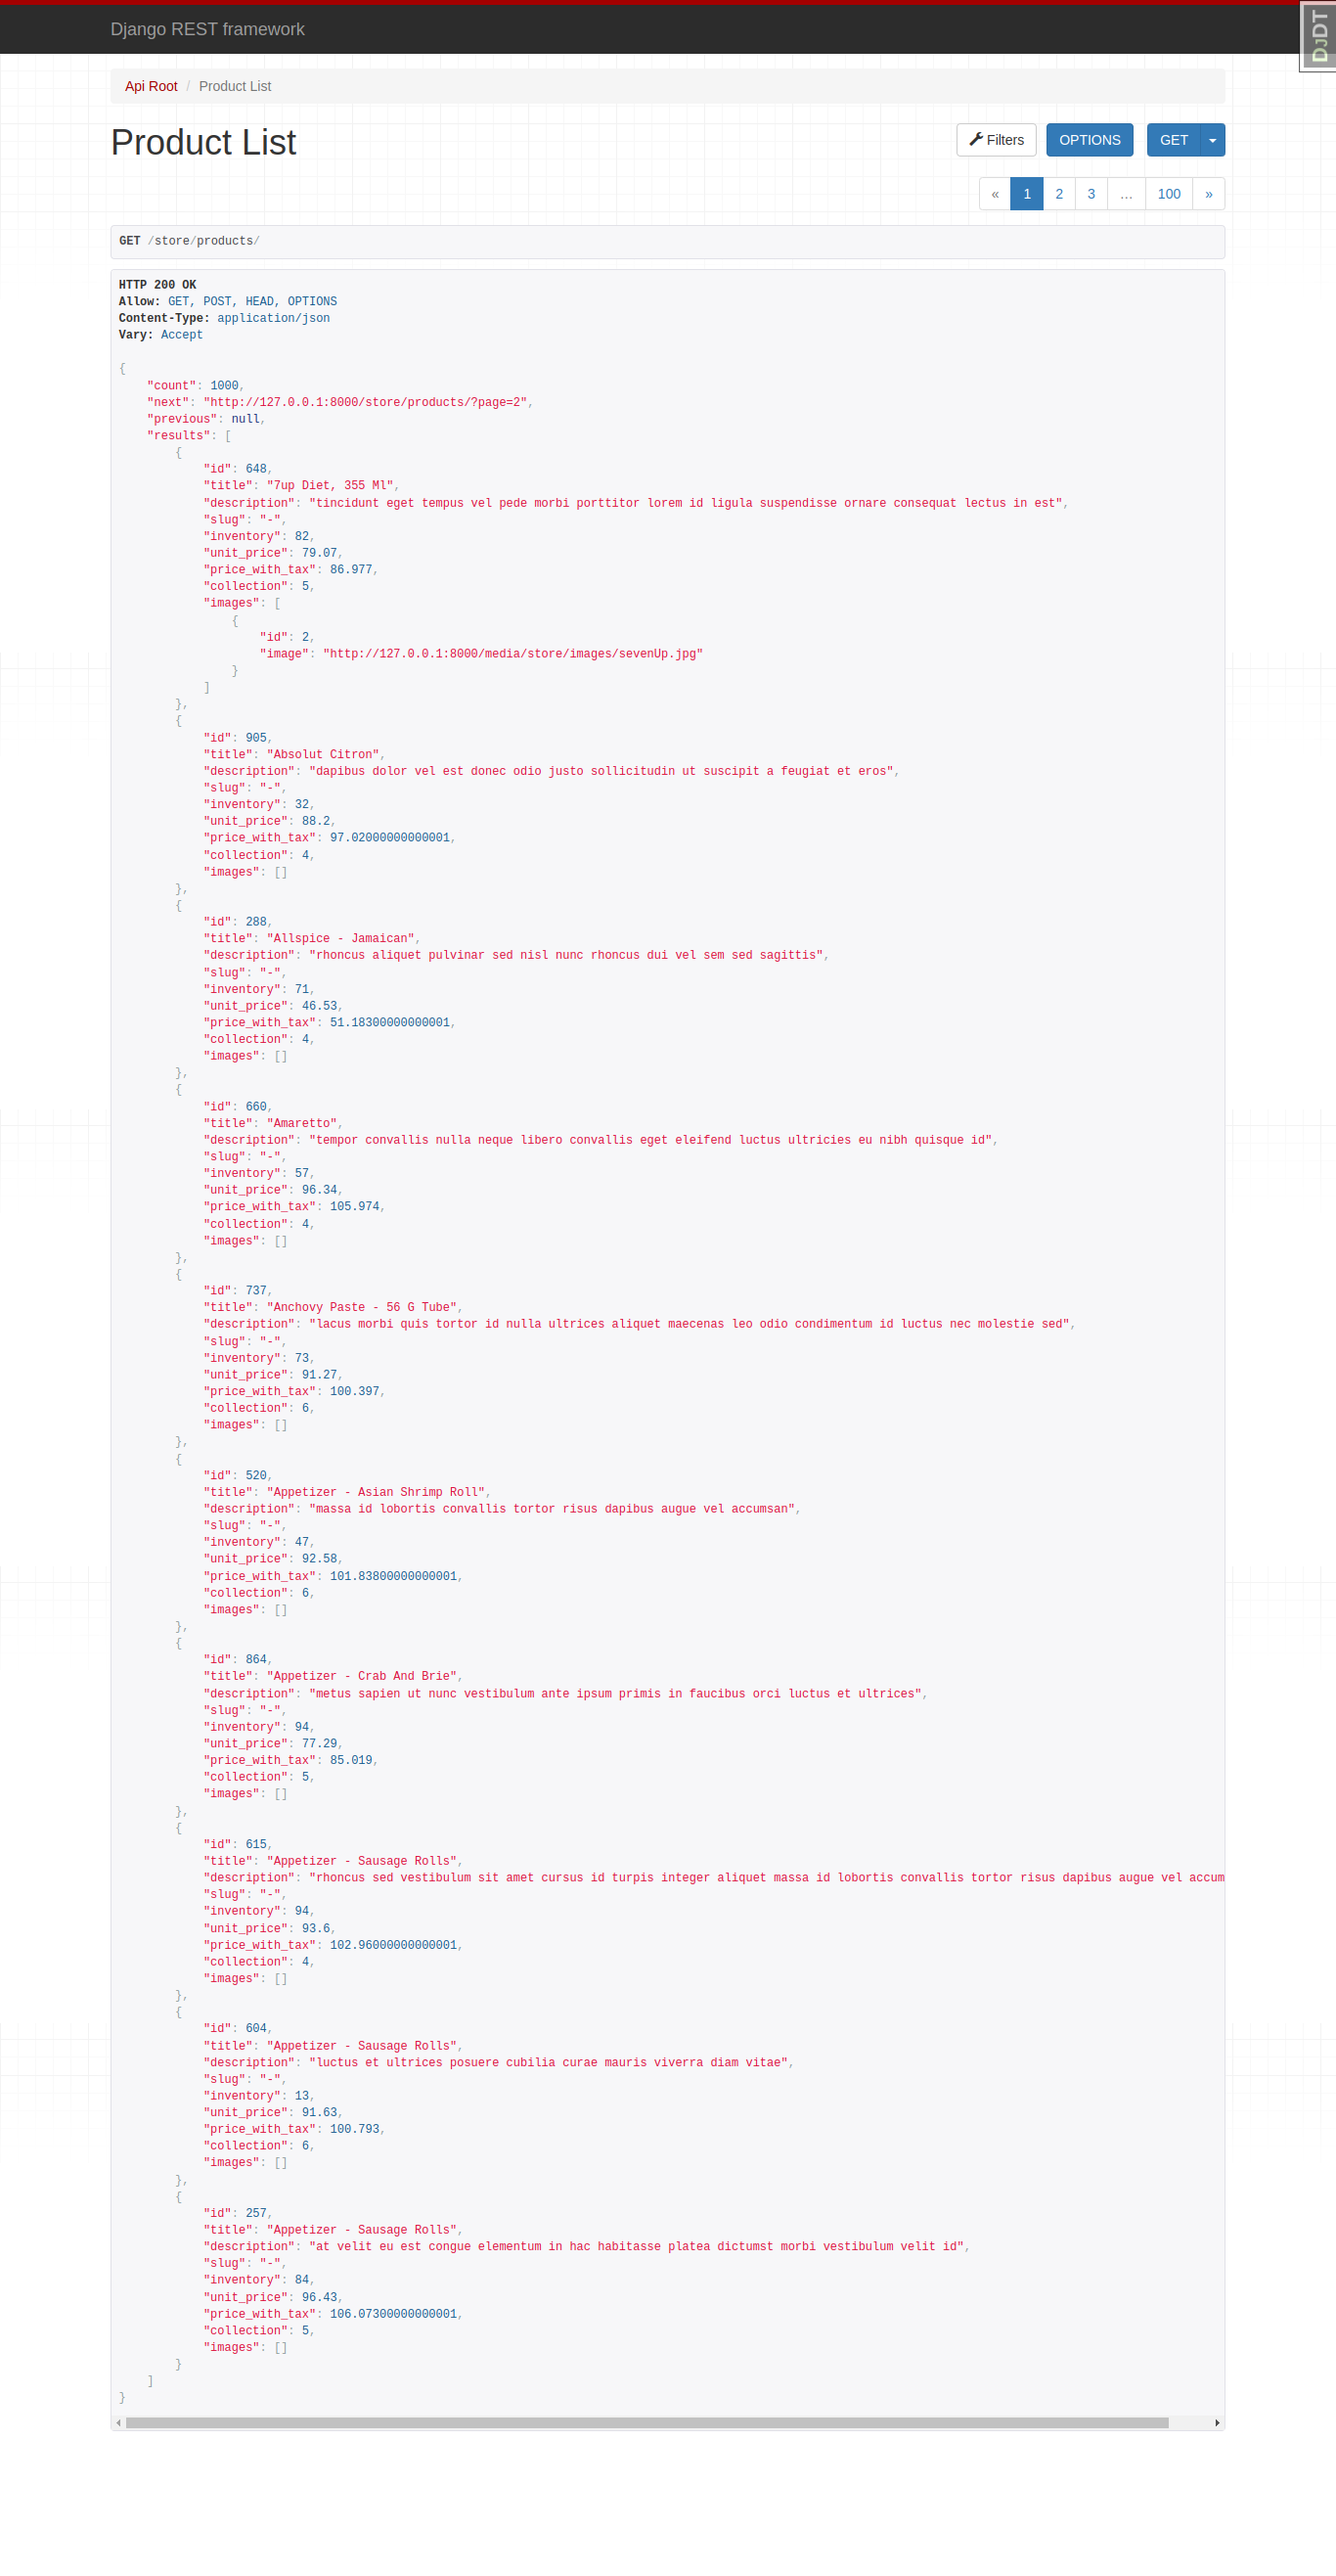 Django REST framework
DJDT
Api Root / Product List
Product List
Filters OPTIONS GET
« 1 2 3 … 100 »
GET /store/products/
HTTP 200 OK
Allow: GET, POST, HEAD, OPTIONS
Content-Type: application/json
Vary: Accept
{
    "count": 1000,
    "next": "http://127.0.0.1:8000/store/products/?page=2",
    "previous": null,
    "results": [
        {
            "id": 648,
            "title": "7up Diet, 355 Ml",
            "description": "tincidunt eget tempus vel pede morbi porttitor lorem id ligula suspendisse ornare consequat lectus in est",
            "slug": "-",
            "inventory": 82,
            "unit_price": 79.07,
            "price_with_tax": 86.977,
            "collection": 5,
            "images": [
                {
                    "id": 2,
                    "image": "http://127.0.0.1:8000/media/store/images/sevenUp.jpg"
                }
            ]
        },
        {
            "id": 905,
            "title": "Absolut Citron",
            "description": "dapibus dolor vel est donec odio justo sollicitudin ut suscipit a feugiat et eros",
            "slug": "-",
            "inventory": 32,
            "unit_price": 88.2,
            "price_with_tax": 97.02000000000001,
            "collection": 4,
            "images": []
        },
        {
            "id": 288,
            "title": "Allspice - Jamaican",
            "description": "rhoncus aliquet pulvinar sed nisl nunc rhoncus dui vel sem sed sagittis",
            "slug": "-",
            "inventory": 71,
            "unit_price": 46.53,
            "price_with_tax": 51.18300000000001,
            "collection": 4,
            "images": []
        },
        {
            "id": 660,
            "title": "Amaretto",
            "description": "tempor convallis nulla neque libero convallis eget eleifend luctus ultricies eu nibh quisque id",
            "slug": "-",
            "inventory": 57,
            "unit_price": 96.34,
            "price_with_tax": 105.974,
            "collection": 4,
            "images": []
        },
        {
            "id": 737,
            "title": "Anchovy Paste - 56 G Tube",
            "description": "lacus morbi quis tortor id nulla ultrices aliquet maecenas leo odio condimentum id luctus nec molestie sed",
            "slug": "-",
            "inventory": 73,
            "unit_price": 91.27,
            "price_with_tax": 100.397,
            "collection": 6,
            "images": []
        },
        {
            "id": 520,
            "title": "Appetizer - Asian Shrimp Roll",
            "description": "massa id lobortis convallis tortor risus dapibus augue vel accumsan",
            "slug": "-",
            "inventory": 47,
            "unit_price": 92.58,
            "price_with_tax": 101.83800000000001,
            "collection": 6,
            "images": []
        },
        {
            "id": 864,
            "title": "Appetizer - Crab And Brie",
            "description": "metus sapien ut nunc vestibulum ante ipsum primis in faucibus orci luctus et ultrices",
            "slug": "-",
            "inventory": 94,
            "unit_price": 77.29,
            "price_with_tax": 85.019,
            "collection": 5,
            "images": []
        },
        {
            "id": 615,
            "title": "Appetizer - Sausage Rolls",
            "description": "rhoncus sed vestibulum sit amet cursus id turpis integer aliquet massa id lobortis convallis tortor risus dapibus augue vel accum
            "slug": "-",
            "inventory": 94,
            "unit_price": 93.6,
            "price_with_tax": 102.96000000000001,
            "collection": 4,
            "images": []
        },
        {
            "id": 604,
            "title": "Appetizer - Sausage Rolls",
            "description": "luctus et ultrices posuere cubilia curae mauris viverra diam vitae",
            "slug": "-",
            "inventory": 13,
            "unit_price": 91.63,
            "price_with_tax": 100.793,
            "collection": 6,
            "images": []
        },
        {
            "id": 257,
            "title": "Appetizer - Sausage Rolls",
            "description": "at velit eu est congue elementum in hac habitasse platea dictumst morbi vestibulum velit id",
            "slug": "-",
            "inventory": 84,
            "unit_price": 96.43,
            "price_with_tax": 106.07300000000001,
            "collection": 5,
            "images": []
        }
    ]
}